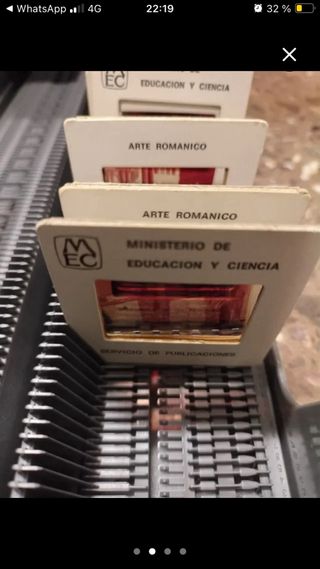 WhatsApp 4G 22:19 32 %
MEC
EDUCACION Y CIENCIA
ARTE ROMANICO
ARTE ROMANICO
MEC
MINISTERIO DE
EDUCACION Y CIENCIA
SERVICIO DE PUBLICACIONES